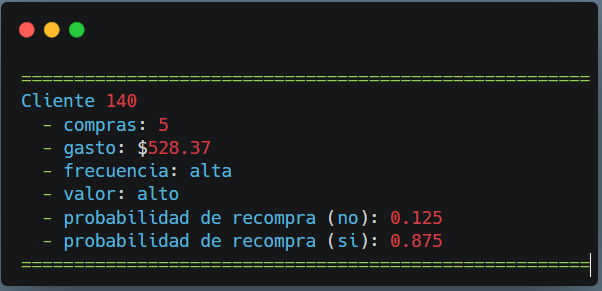 ======================================================
Cliente 140
- compras: 5
- gasto: $528.37
- frecuencia: alta
- valor: alto
- probabilidad de recompra (no): 0.125
- probabilidad de recompra (si): 0.875
======================================================